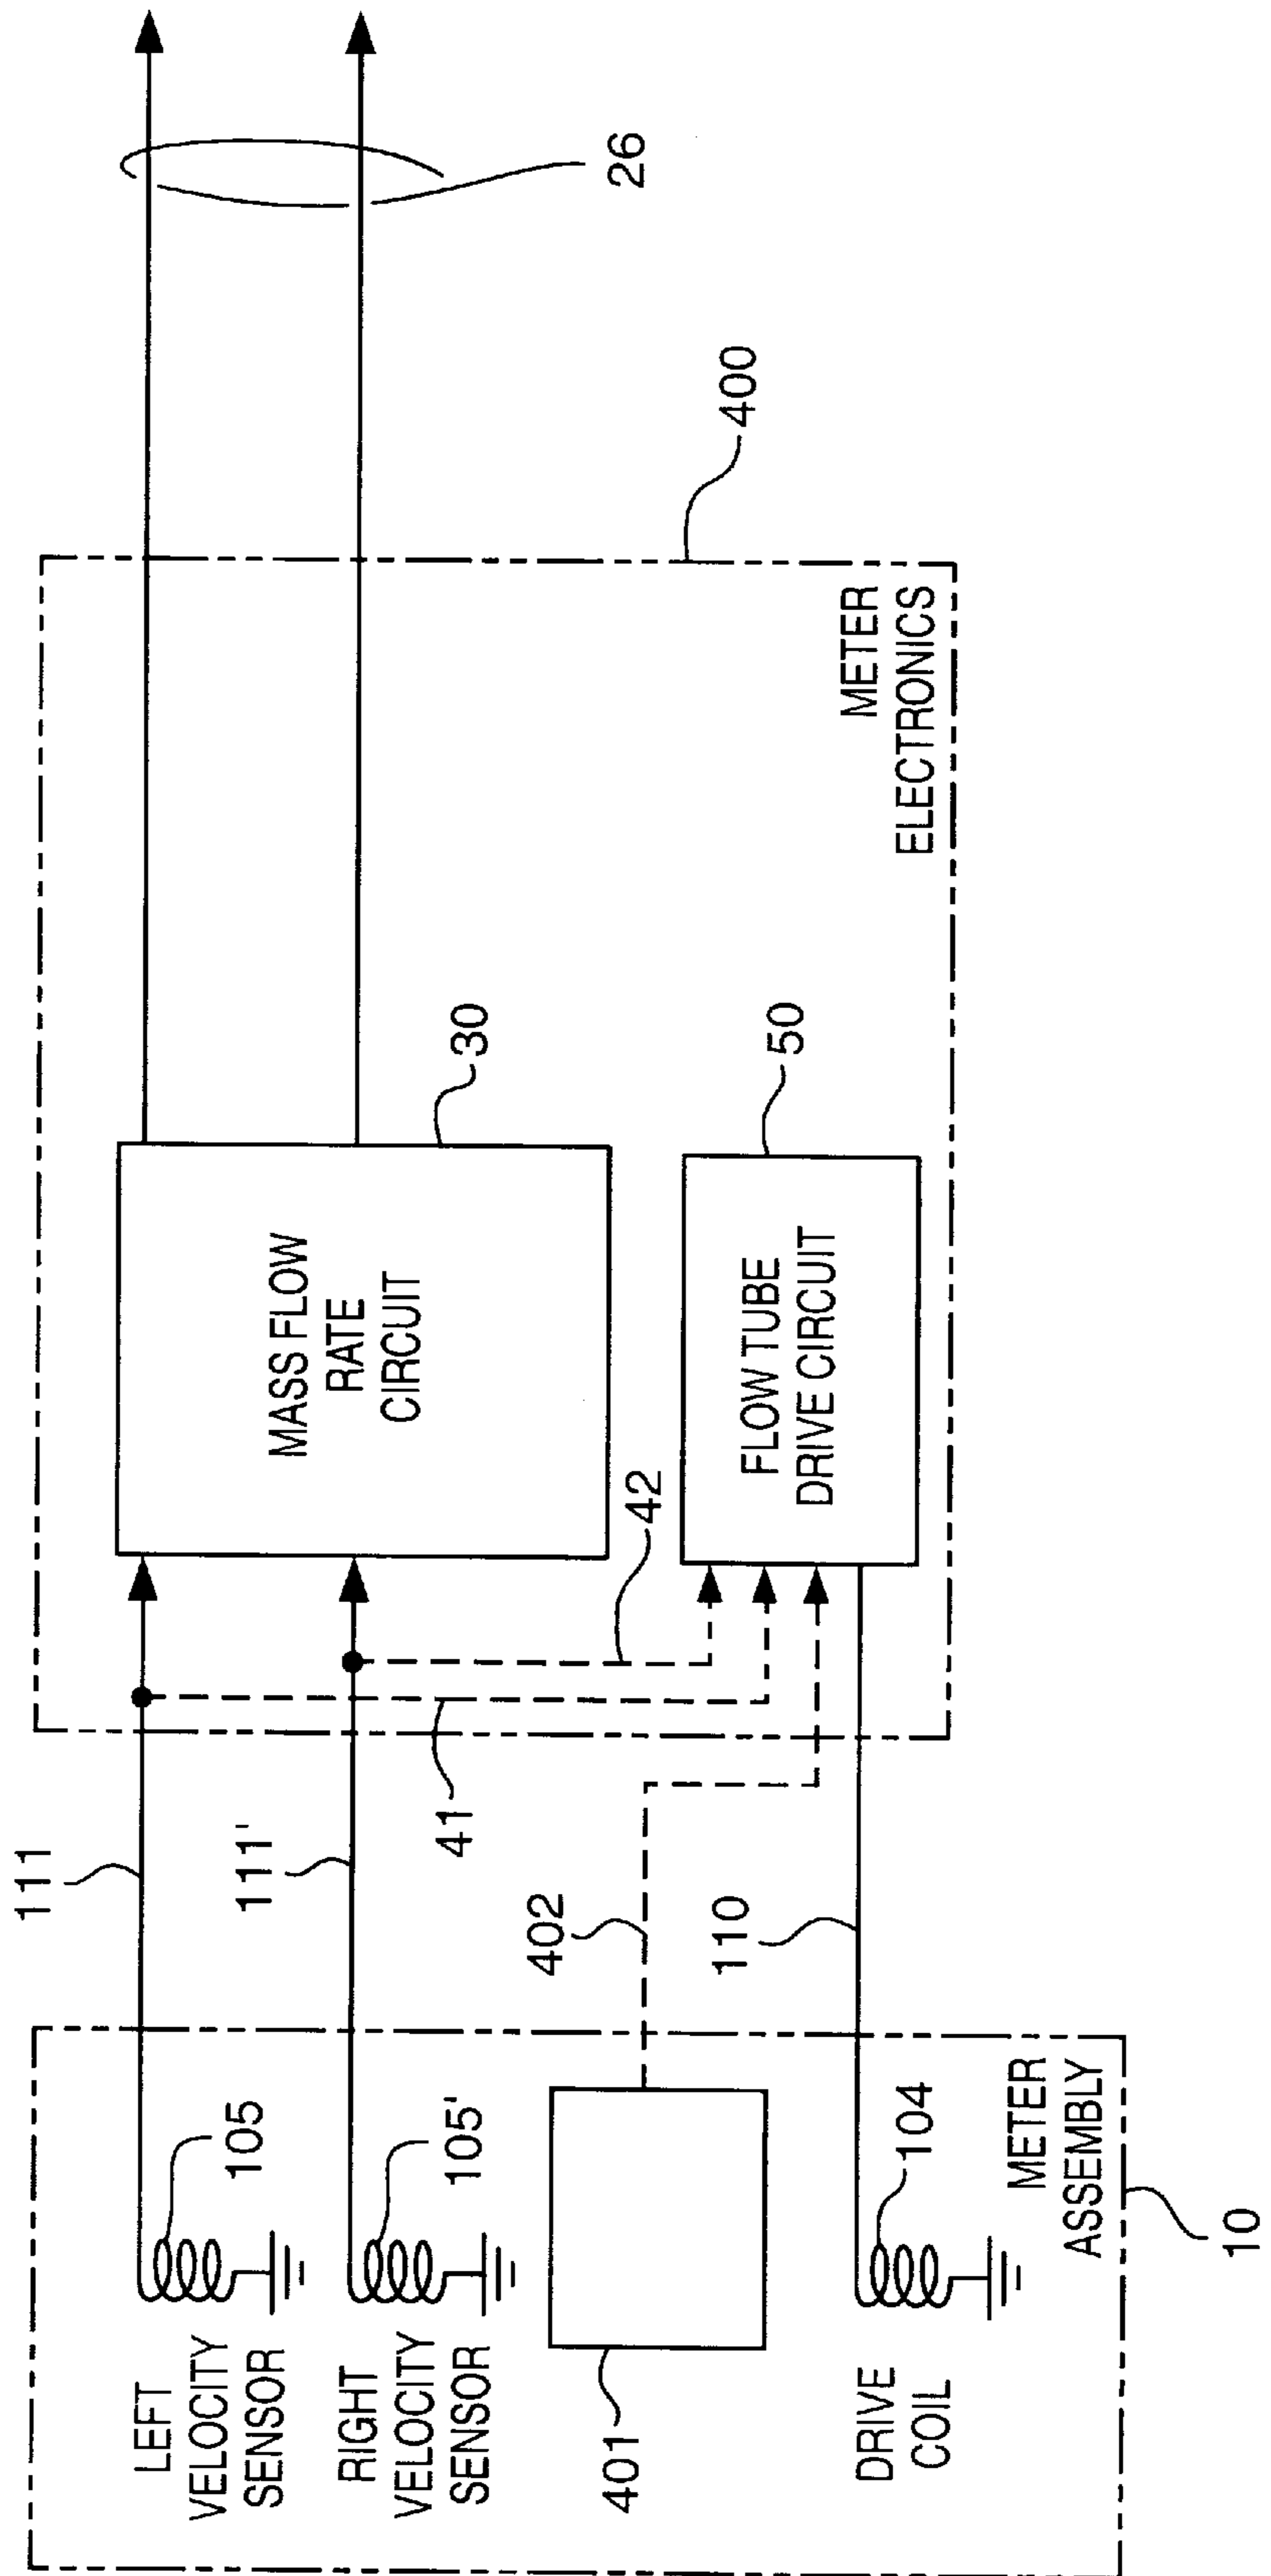 LEFT
VELOCITY
SENSOR
105
111
RIGHT
VELOCITY
SENSOR
105'
111'
401
402
DRIVE
COIL
104
110
METER
ASSEMBLY
10
41
42
MASS FLOW
RATE
CIRCUIT
30
FLOW TUBE
DRIVE CIRCUIT
50
METER
ELECTRONICS
400
26